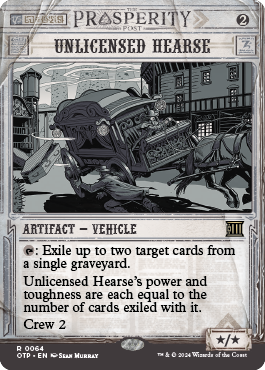 THE
PROSPERITY
POST
2
UNLICENSED HEARSE
ARTIFACT – VEHICLE
: Exile up to two target cards from
a single graveyard.
Unlicensed Hearse's power and
toughness are each equal to the
number of cards exiled with it.
Crew 2
*/*
R 0064
OTP • EN SEAN MURRAY
™ & © 2024 Wizards of the Coast